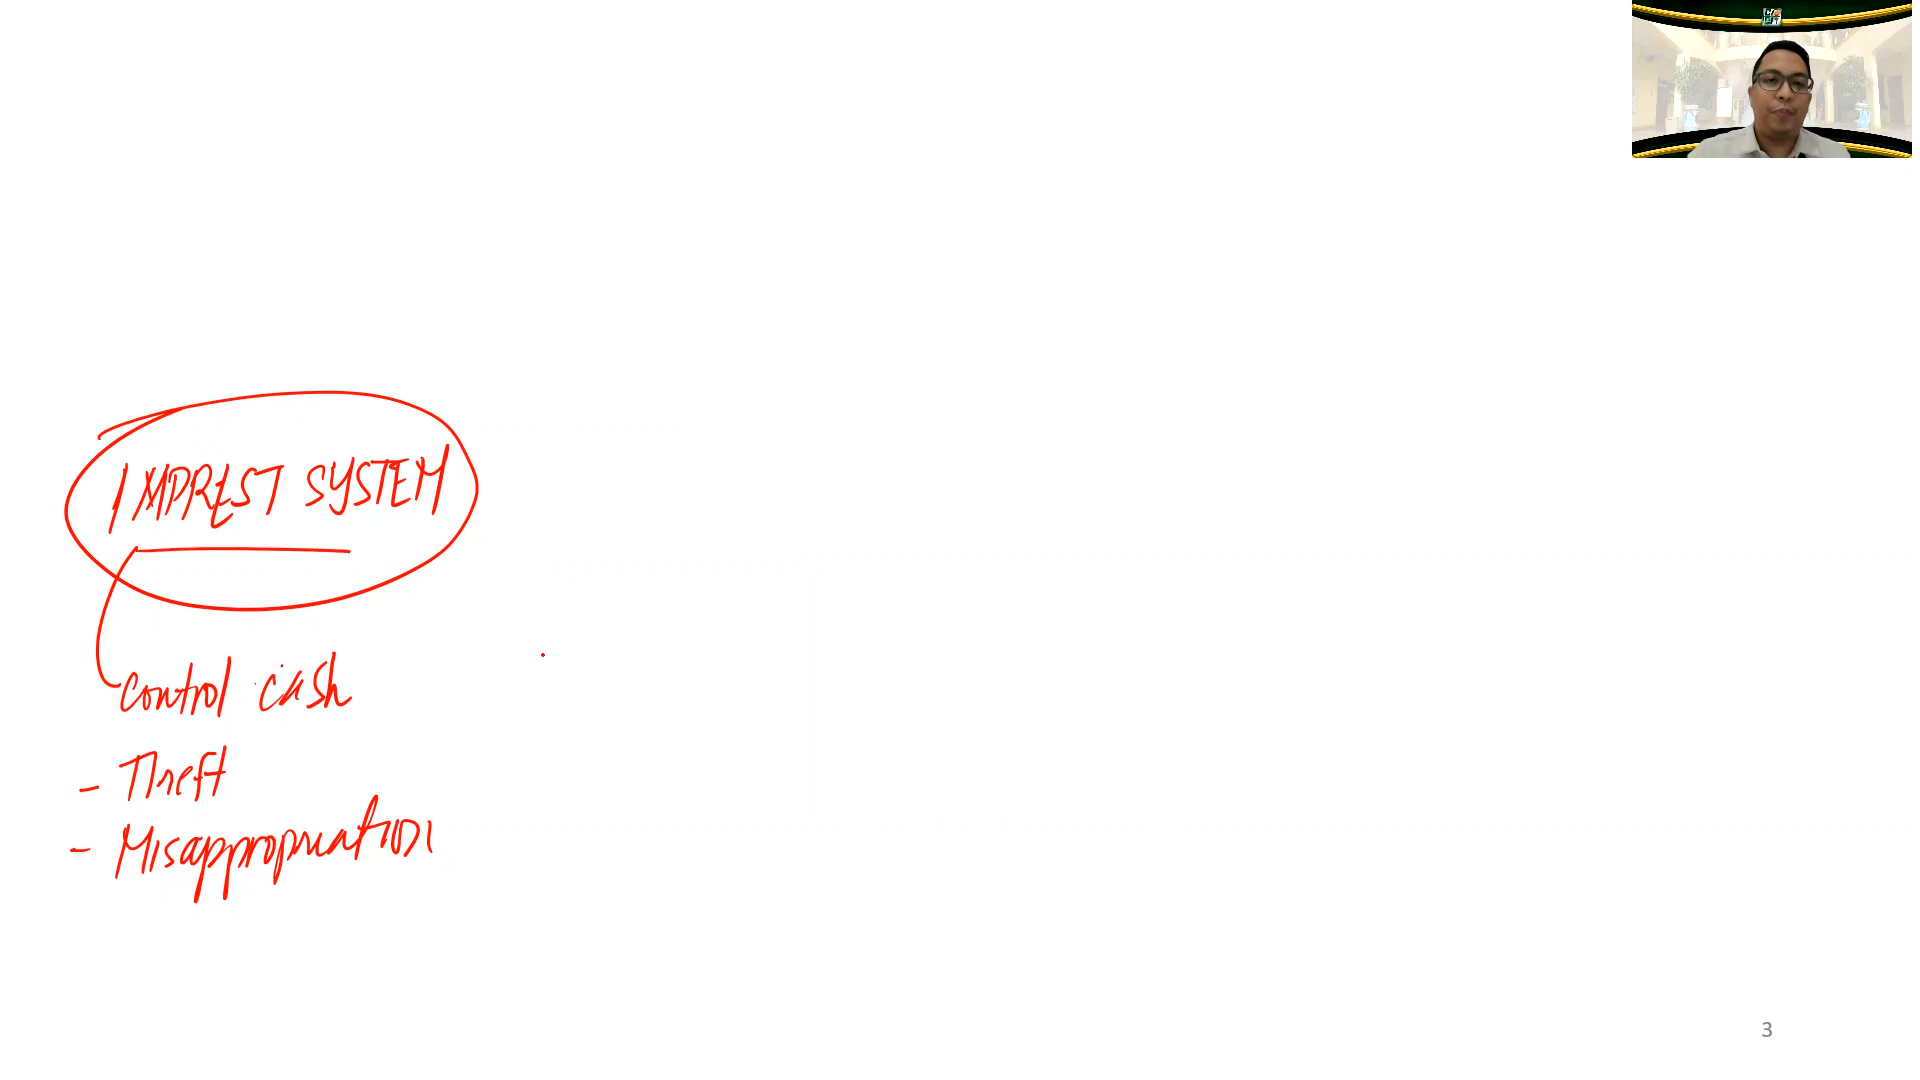 IMPREST SYSTEM
control cash
- Theft
- Misappropriation
3